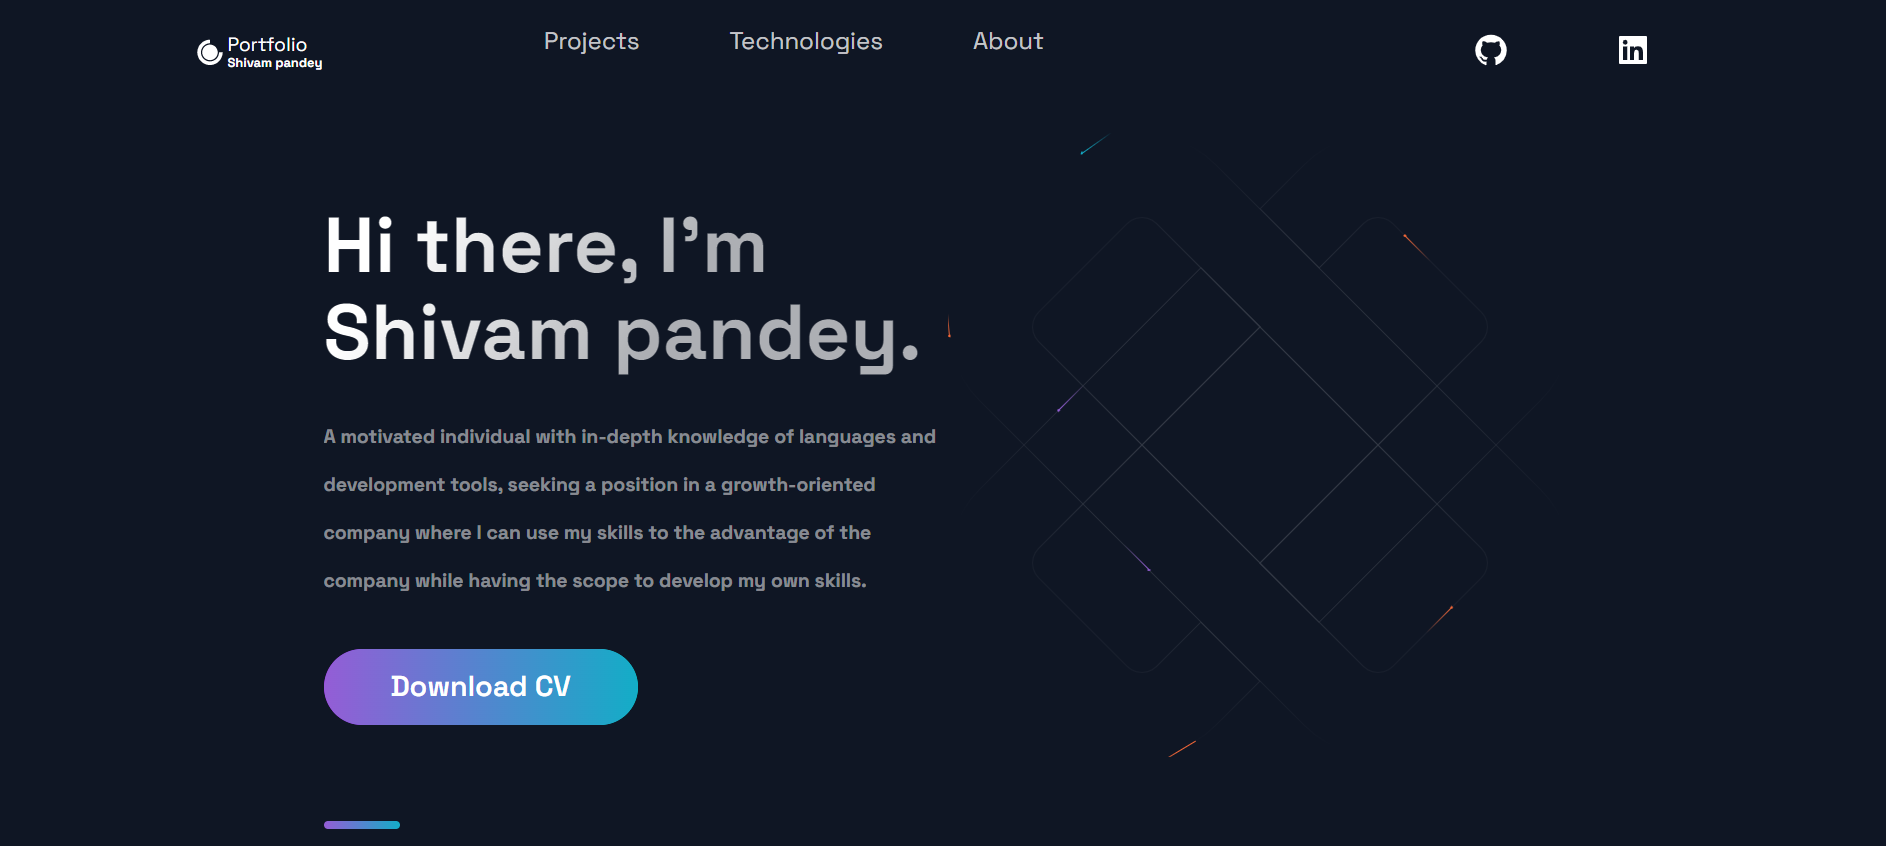 Portfolio
Shivam pandey
Projects
Technologies
About
in
Hi there, I’m
Shivam pandey.
A motivated individual with in-depth knowledge of languages and
development tools, seeking a position in a growth-oriented
company where I can use my skills to the advantage of the
company while having the scope to develop my own skills.
Download CV